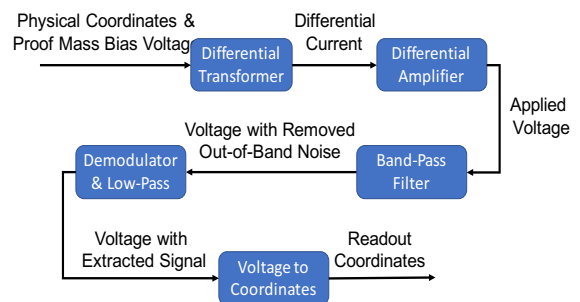 Physical Coordinates &
Proof Mass Bias Voltag
Differential
Transformer
Differential
Current
Differential
Amplifier
Applied
Voltage
Band-Pass
Filter
Voltage with Removed
Out-of-Band Noise
Demodulator
& Low-Pass
Voltage with
Extracted Signal
Voltage to
Coordinates
Readout
Coordinates